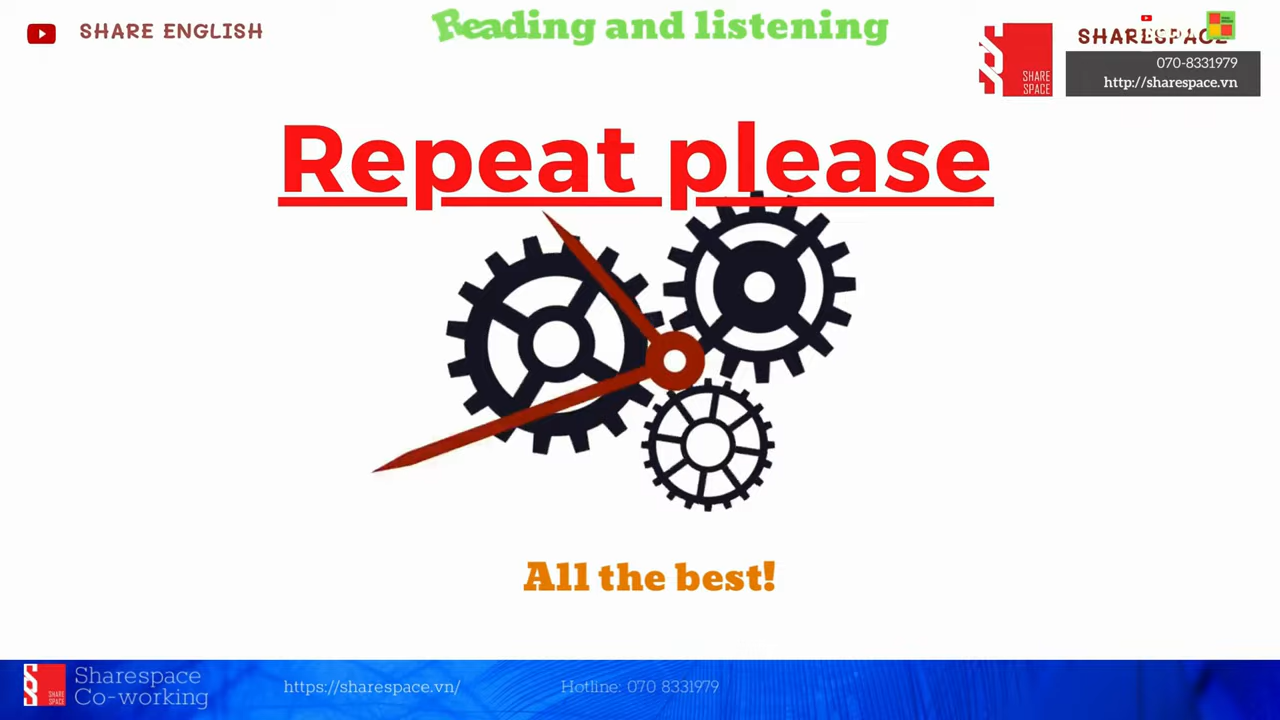 SHARE ENGLISH
Reading and listening
SHARESPACE
070-8331979
http://sharespace.vn
SHARE
SPACE
Repeat please
All the best!
SHARE
SPACE
Sharespace
Co-working
https://sharespace.vn/
Hotline: 070 8331979